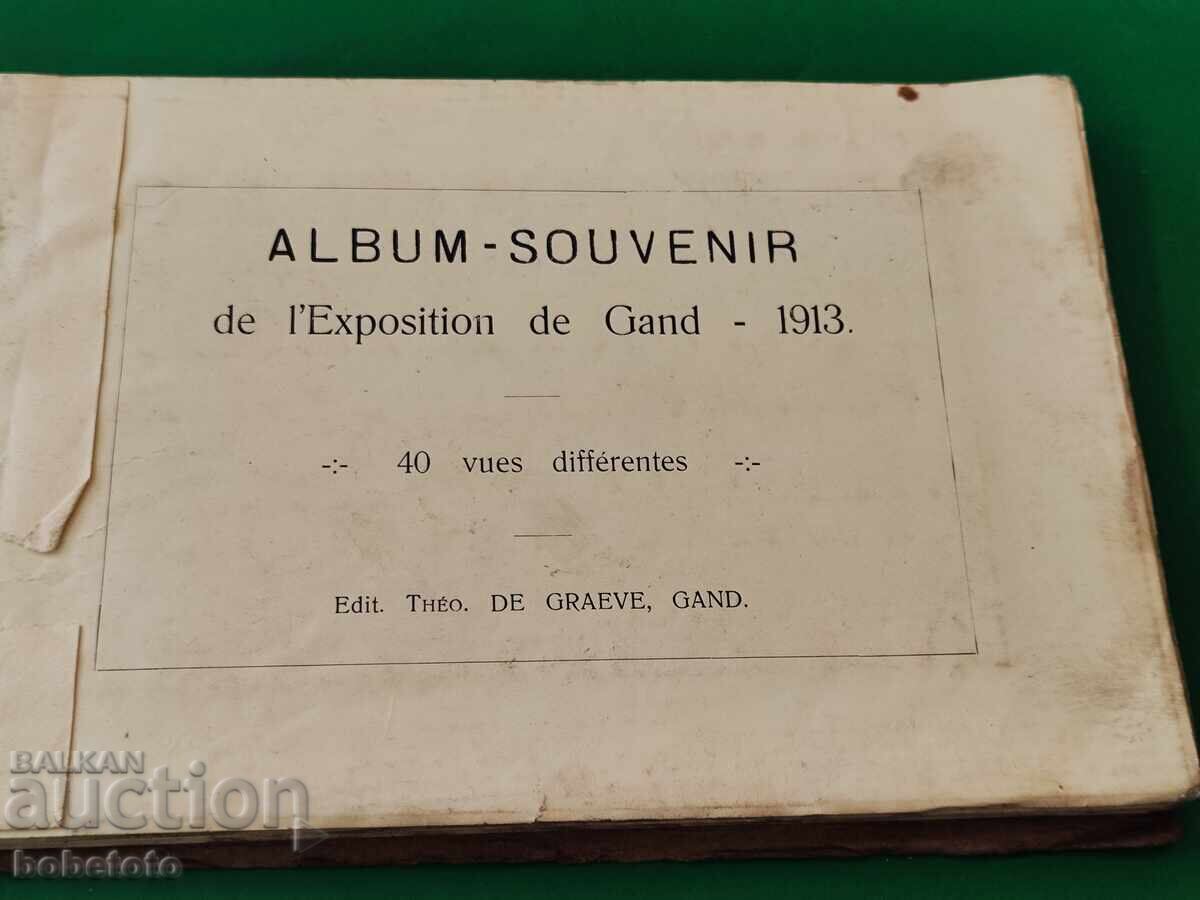 ALBUM - SOUVENIR
de l'Exposition de Gand - 1913.
-:- 40 vues différentes -:-
Edit. THÉO. DE GRAEVE, GAND.
BALKAN
auction
bobefoto